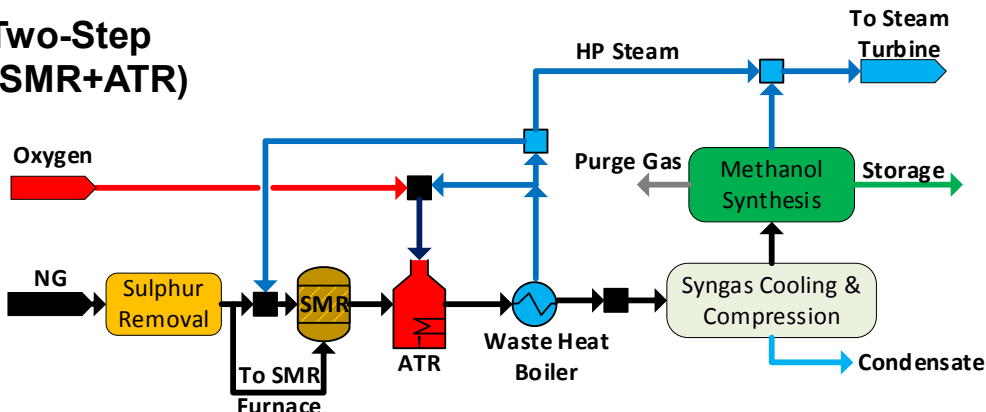 Two-Step
SMR+ATR)
To Steam
Turbine
HP Steam
Oxygen
Purge Gas
Methanol
Synthesis
Storage
NG
Sulphur
Removal
SMR
ATR
Waste Heat
Boiler
Syngas Cooling &
Compression
Condensate
To SMR
Furnace